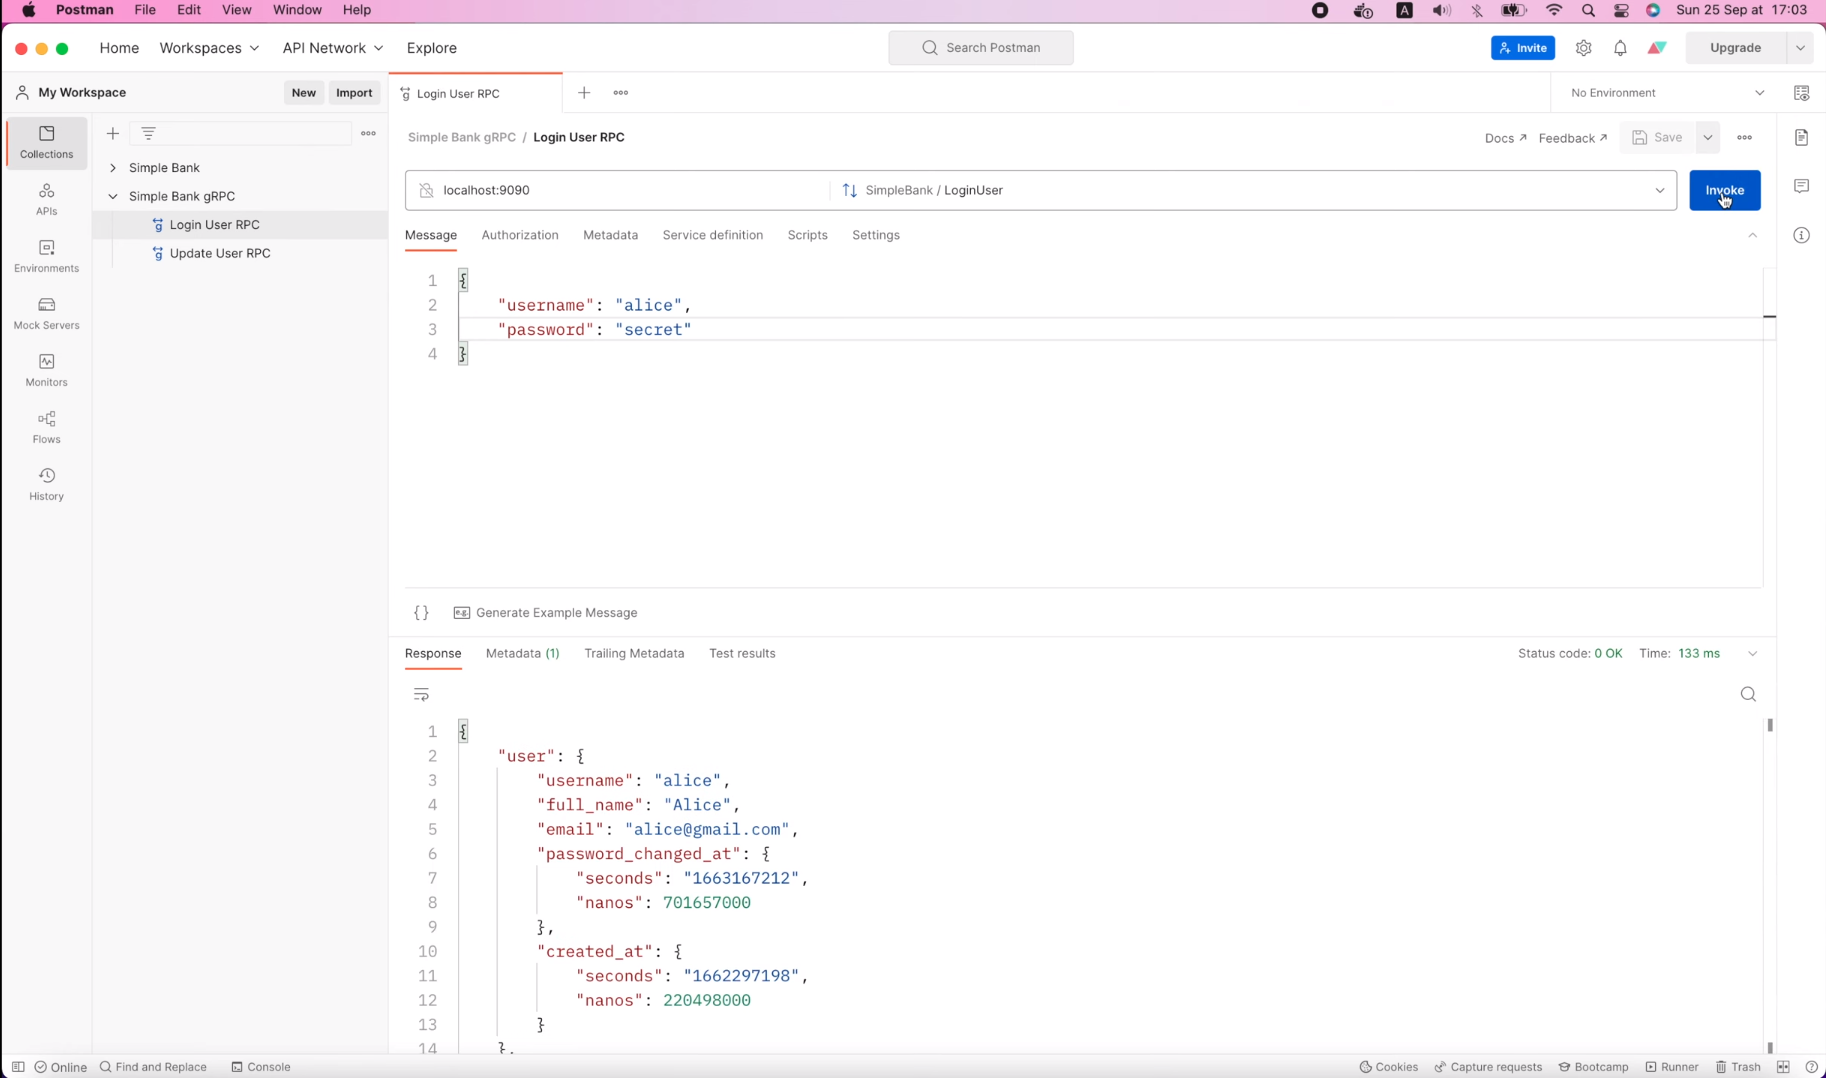 Postman File Edit View Window Help A Sun 25 Sep at 17:03
Home Workspaces API Network Explore Search Postman Invite Upgrade
My Workspace New Import Login User RPC No Environment
Collections
APIs
Environments
Mock Servers
Monitors
Flows
History
Simple Bank
Simple Bank gRPC
Login User RPC
Update User RPC
Simple Bank gRPC / Login User RPC Docs Feedback Save
localhost:9090 SimpleBank / LoginUser Invoke
Message Authorization Metadata Service definition Scripts Settings
1 {
2 "username": "alice",
3 "password": "secret"
4 }
{} e.g. Generate Example Message
Response Metadata (1) Trailing Metadata Test results Status code: 0 OK Time: 133 ms
1 {
2 "user": {
3 "username": "alice",
4 "full_name": "Alice",
5 "email": "alice@gmail.com",
6 "password_changed_at": {
7 "seconds": "1663167212",
8 "nanos": 701657000
9 },
10 "created_at": {
11 "seconds": "1662297198",
12 "nanos": 220498000
13 }
14 },
Online Find and Replace Console Cookies Capture requests Bootcamp Runner Trash